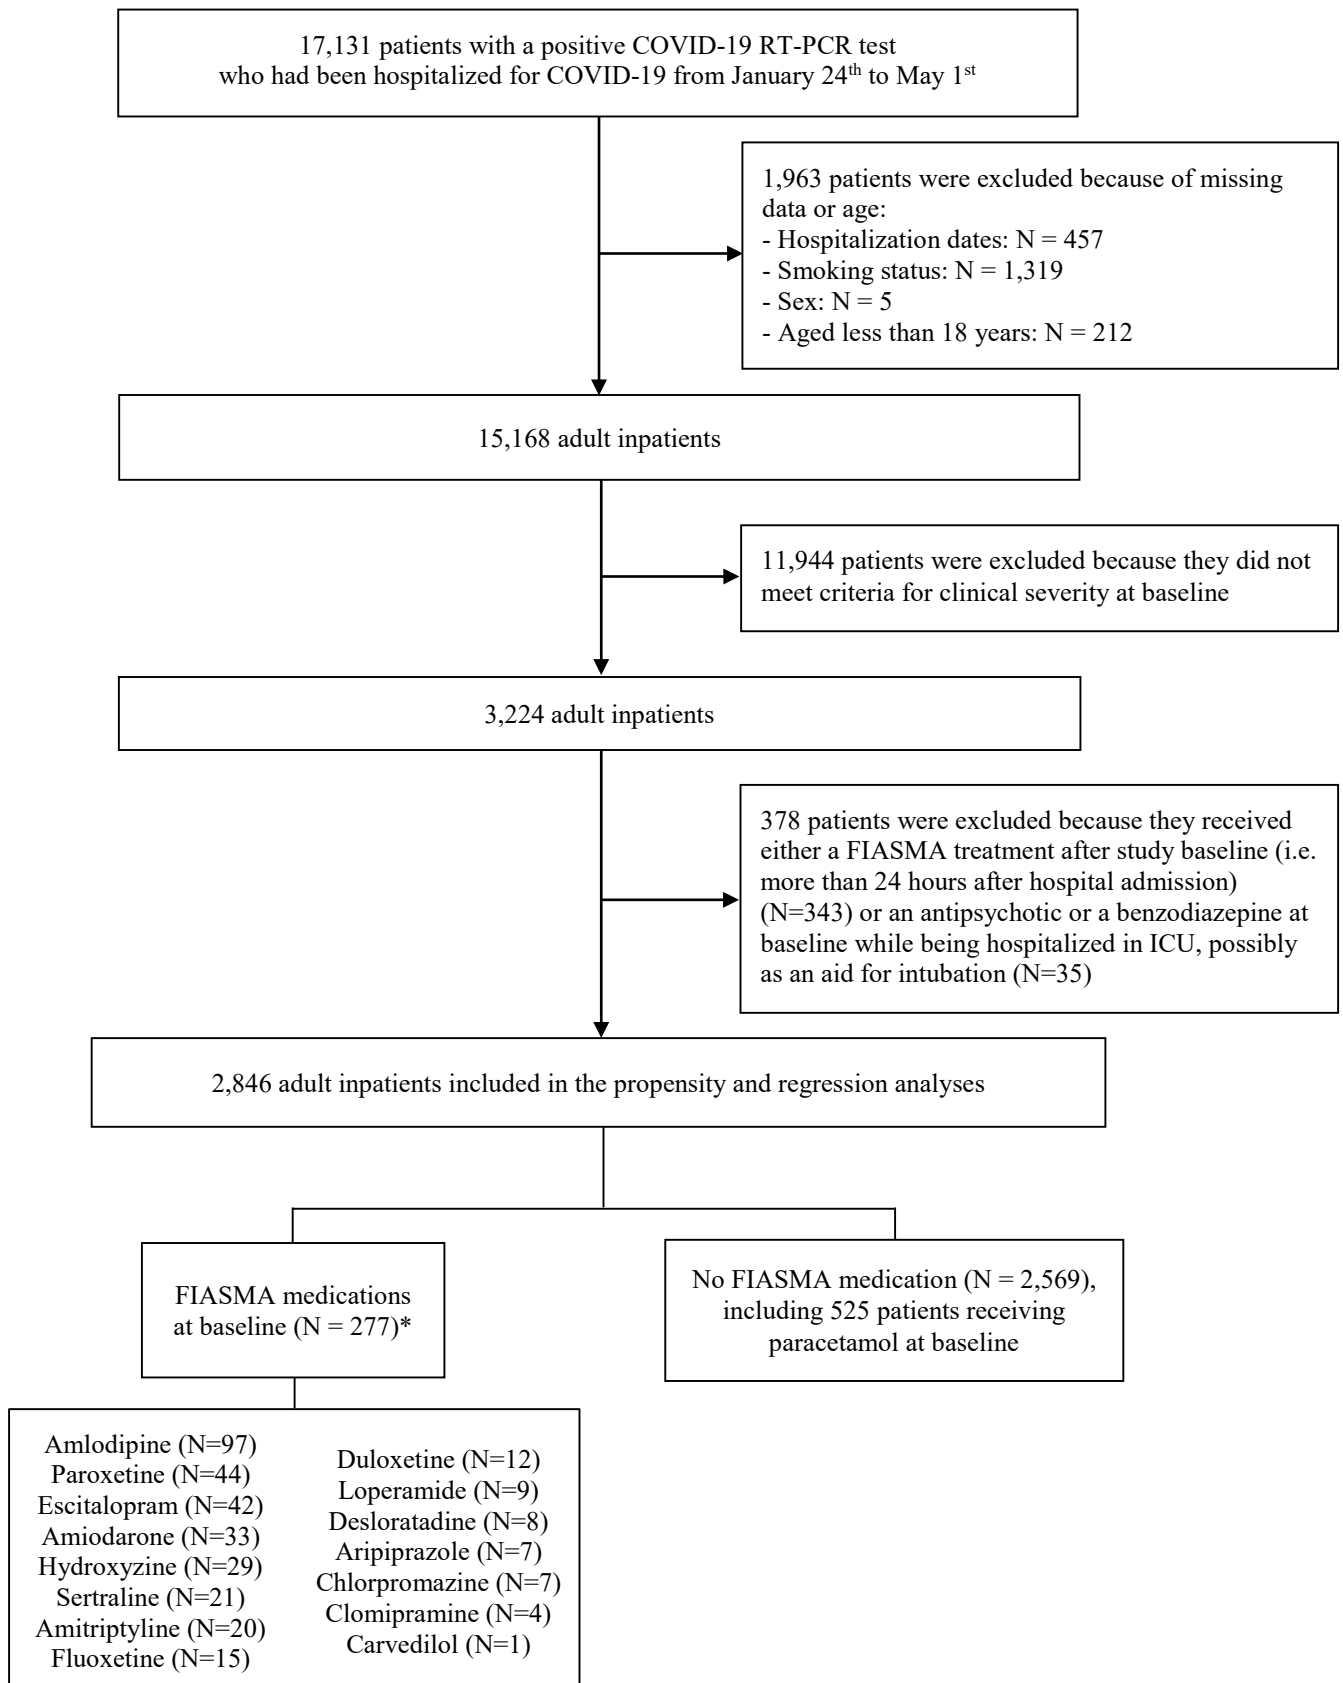 17,131 patients with a positive COVID-19 RT-PCR test
who had been hospitalized for COVID-19 from January 24th to May 1st
1,963 patients were excluded because of missing
data or age:
- Hospitalization dates: N = 457
- Smoking status: N = 1,319
- Sex: N = 5
- Aged less than 18 years: N = 212
15,168 adult inpatients
11,944 patients were excluded because they did not
meet criteria for clinical severity at baseline
3,224 adult inpatients
378 patients were excluded because they received
either a FIASMA treatment after study baseline (i.e.
more than 24 hours after hospital admission)
(N=343) or an antipsychotic or a benzodiazepine at
baseline while being hospitalized in ICU, possibly
as an aid for intubation (N=35)
2,846 adult inpatients included in the propensity and regression analyses
FIASMA medications
at baseline (N = 277)*
No FIASMA medication (N = 2,569),
including 525 patients receiving
paracetamol at baseline
Amlodipine (N=97)
Paroxetine (N=44)
Escitalopram (N=42)
Amiodarone (N=33)
Hydroxyzine (N=29)
Sertraline (N=21)
Amitriptyline (N=20)
Fluoxetine (N=15)
Duloxetine (N=12)
Loperamide (N=9)
Desloratadine (N=8)
Aripiprazole (N=7)
Chlorpromazine (N=7)
Clomipramine (N=4)
Carvedilol (N=1)